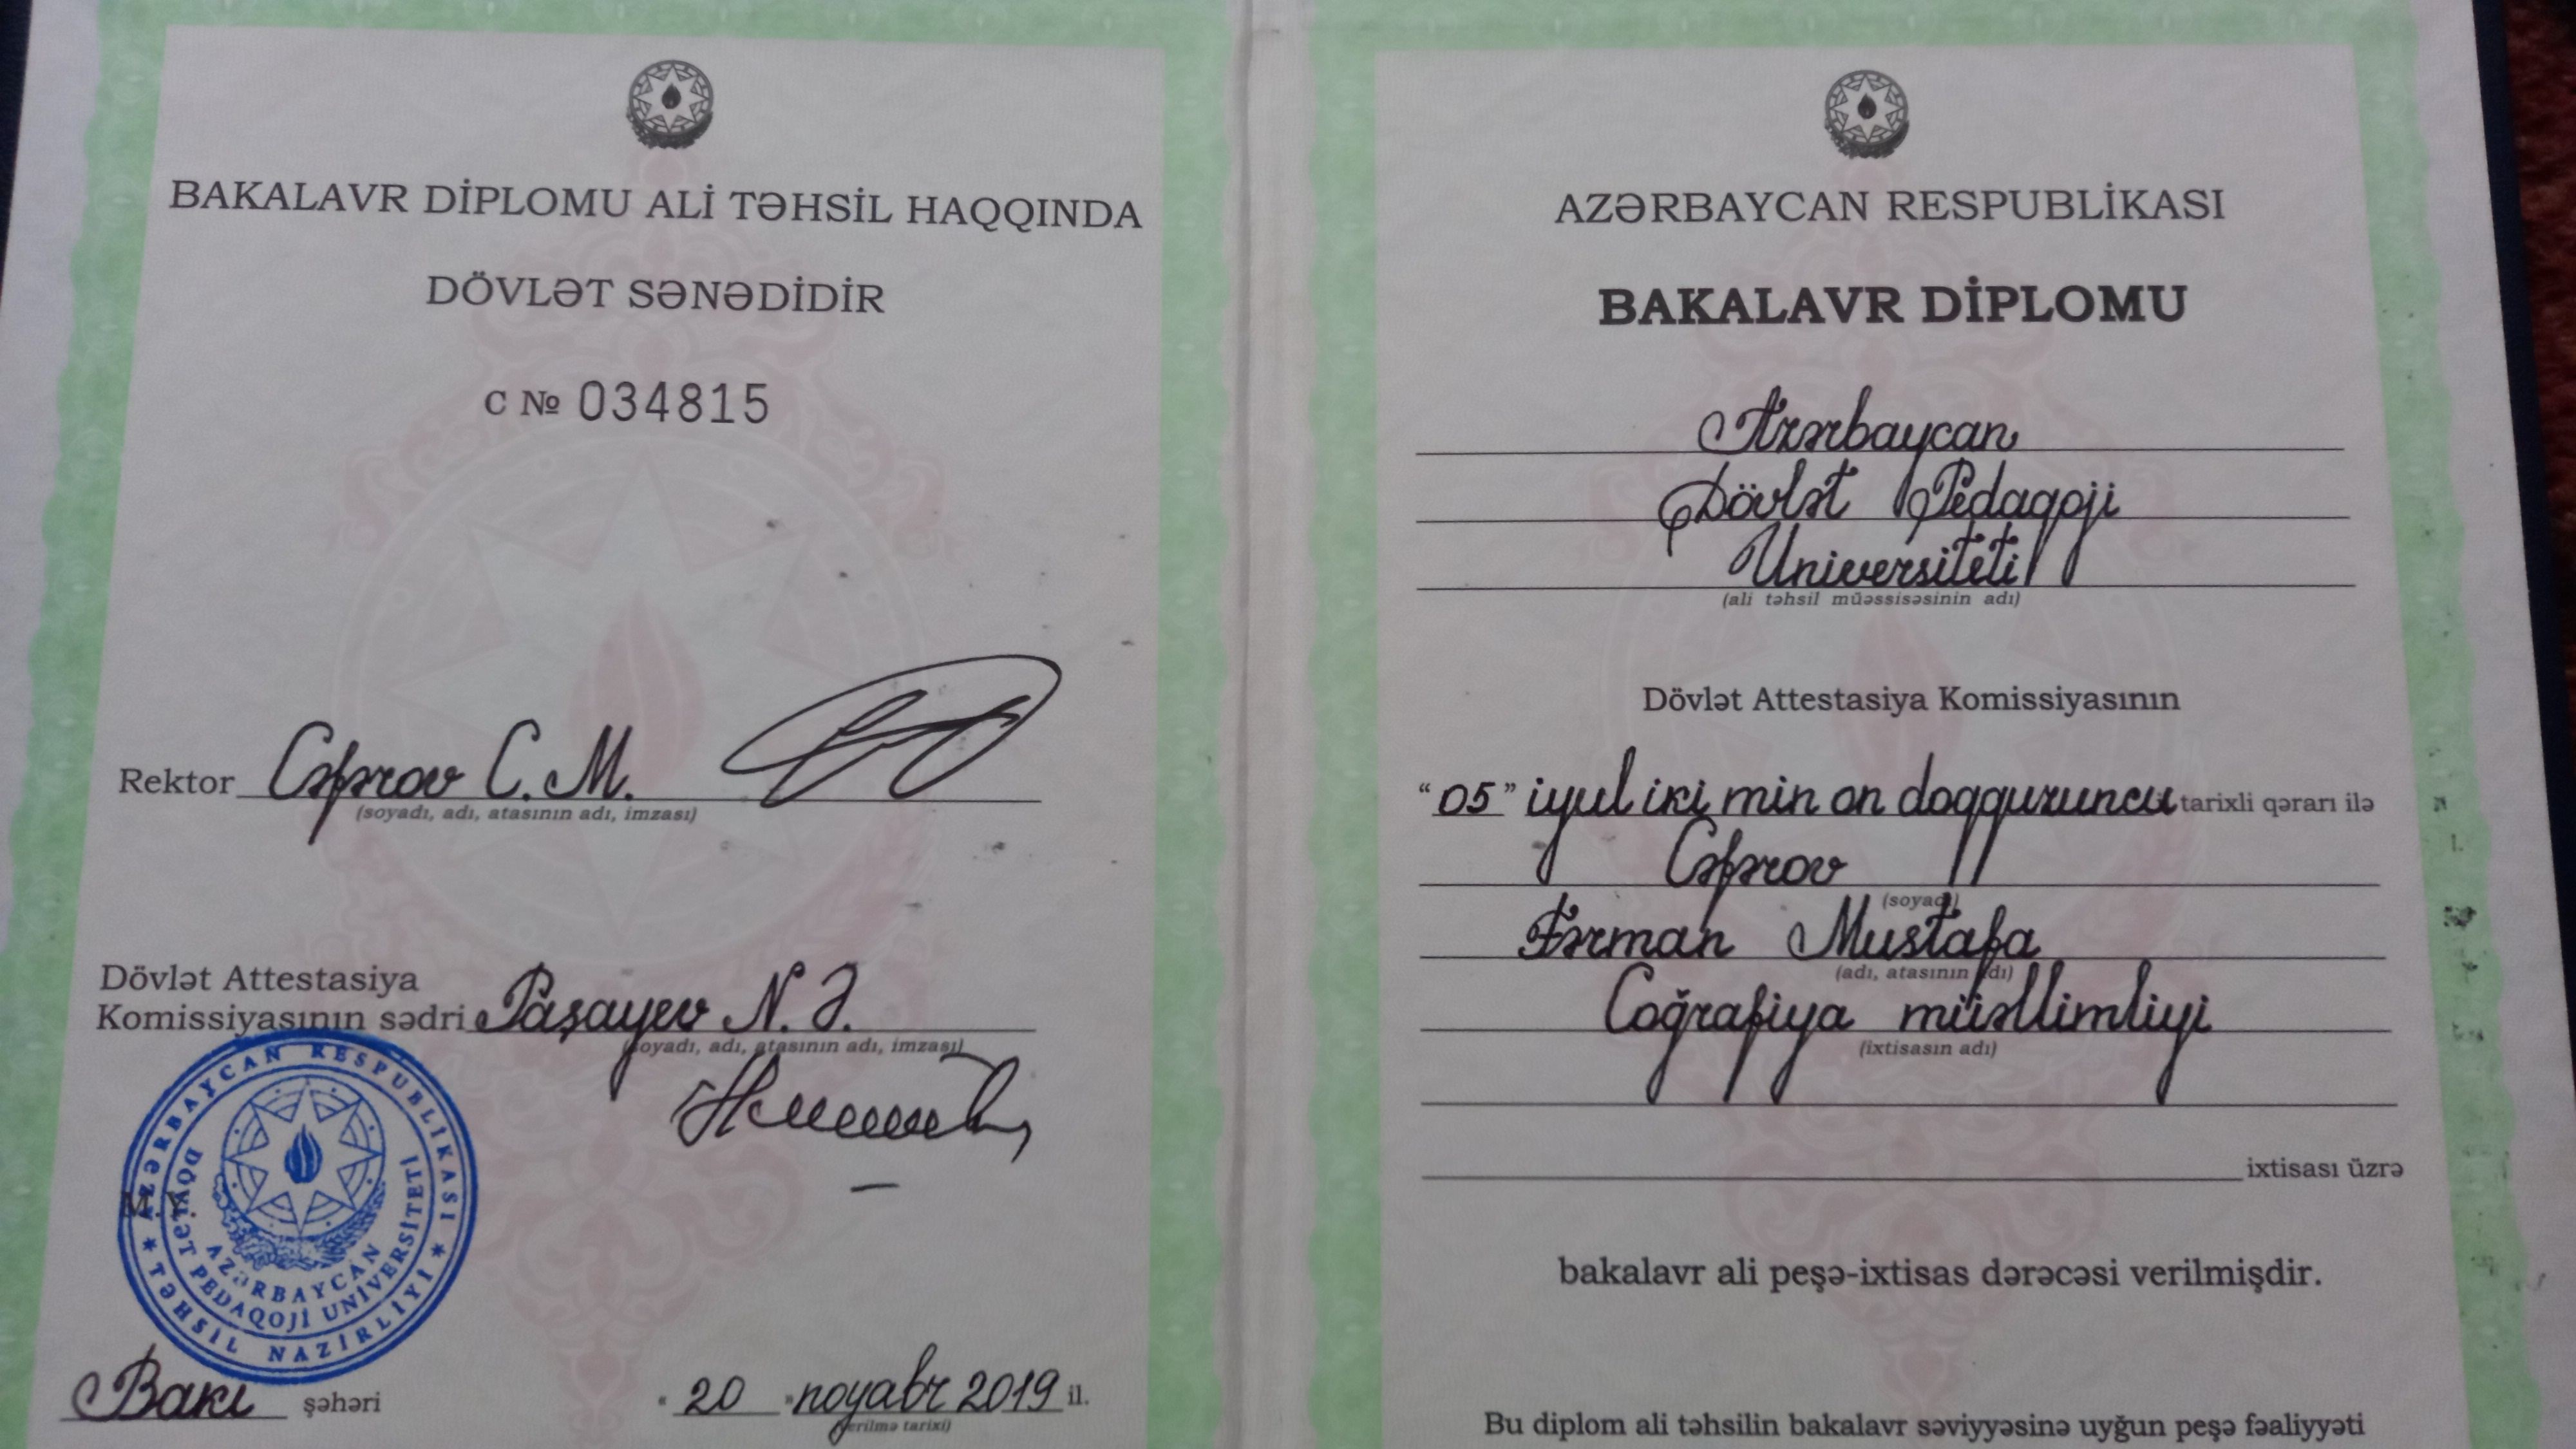 BAKALAVR DİPLOMU ALİ TƏHSİL HAQQINDA
DÖVLƏT SƏNƏDİDİR
C № 034815
Rektor Cəfərov C. M.
(soyadı, adı, atasının adı, imzası)
Dövlət Attestasiya
Komissiyasının sədri Paşayev N. Ə.
(soyadı, adı, atasının adı, imzası)
M.Y.
AZƏRBAYCAN RESPUBLİKASI * TƏHSİL NAZİRLİYİ *
AZƏRBAYCAN
DÖVLƏT PEDAQOJİ UNİVERSİTETİ
Bakı şəhəri
"20" noyabr 2019 il.
(verilmə tarixi)
AZƏRBAYCAN RESPUBLİKASI
BAKALAVR DİPLOMU
Azərbaycan
Dövlət Pedaqoji
Universiteti
(ali təhsil müəssisəsinin adı)
Dövlət Attestasiya Komissiyasının
"05" iyul iki min on doqquzuncu tarixli qərarı ilə
Cəfərov
(soyadı)
Fərman Mustafa
(adı, atasının adı)
Coğrafiya müəllimliyi
(ixtisasın adı)
ixtisası üzrə
bakalavr ali peşə-ixtisas dərəcəsi verilmişdir.
Bu diplom ali təhsilin bakalavr səviyyəsinə uyğun peşə fəaliyyəti